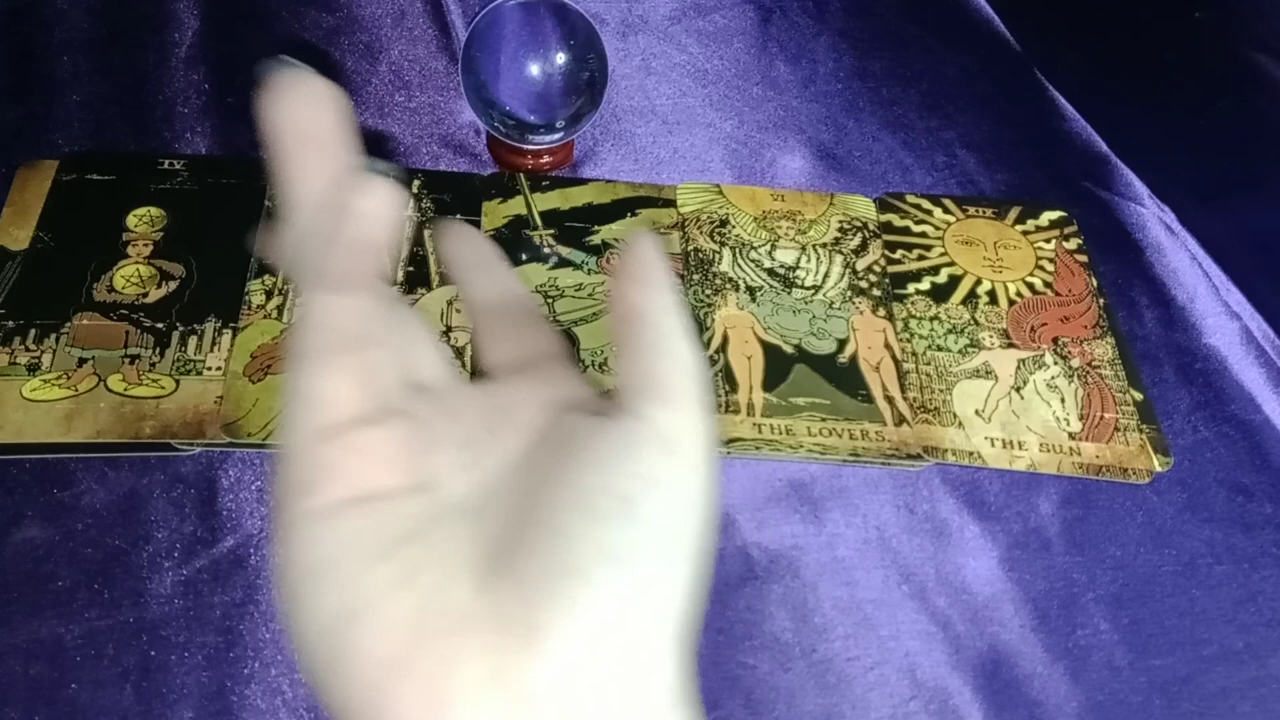 IV
VI
THE LOVERS.
XIX
THE SUN.